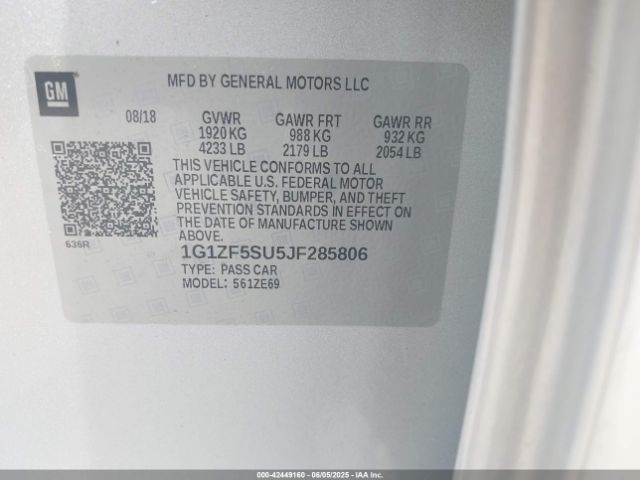 GM
MFD BY GENERAL MOTORS LLC
08/18 GVWR GAWR FRT GAWR RR
1920 KG 988 KG 932 KG
4233 LB 2179 LB 2054 LB
THIS VEHICLE CONFORMS TO ALL
APPLICABLE U.S. FEDERAL MOTOR
VEHICLE SAFETY, BUMPER, AND THEFT
PREVENTION STANDARDS IN EFFECT ON
THE DATE OF MANUFACTURE SHOWN
ABOVE.
636R
1G1ZF5SU5JF285806
TYPE: PASS CAR
MODEL: 561ZE69
000-42449160 - 06/05/2025 - IAA Inc.